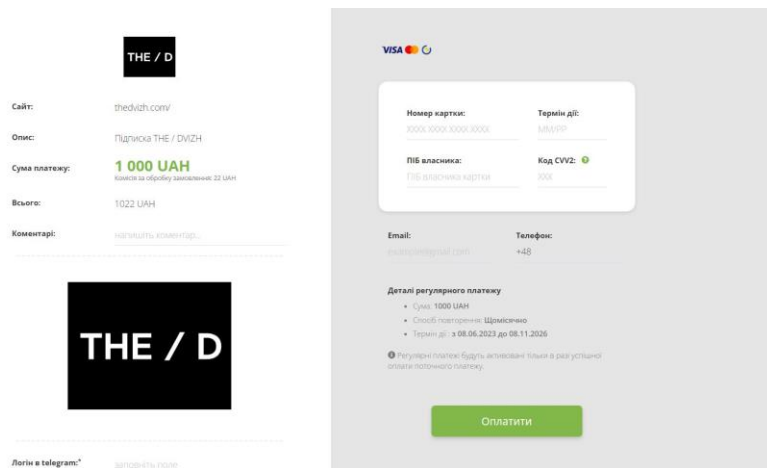 THE / D
Сайт: thedvizh.com/
Опис: Підписка THE / DVIZH
Сума платежу: 1 000 UAH
Комісія за обробку замовлення: 22 UAH
Всього: 1022 UAH
Коментарі: напишіть коментар...
THE / D
Логін в telegram:* заповніть поле
VISA
Номер картки: Термін дії:
XXXX XXXX XXXX XXXX MM/РР
ПІБ власника: Код CVV2:
ПІБ власника картки XXX
Email: Телефон:
example@gmail.com +48
Деталі регулярного платежу
Сума: 1000 UAH
Спосіб повторення: Щомісячно
Термін дії : з 08.06.2023 до 08.11.2026
Регулярні платежі будуть активовані тільки в разі успішної
оплати поточного платежу.
Оплатити